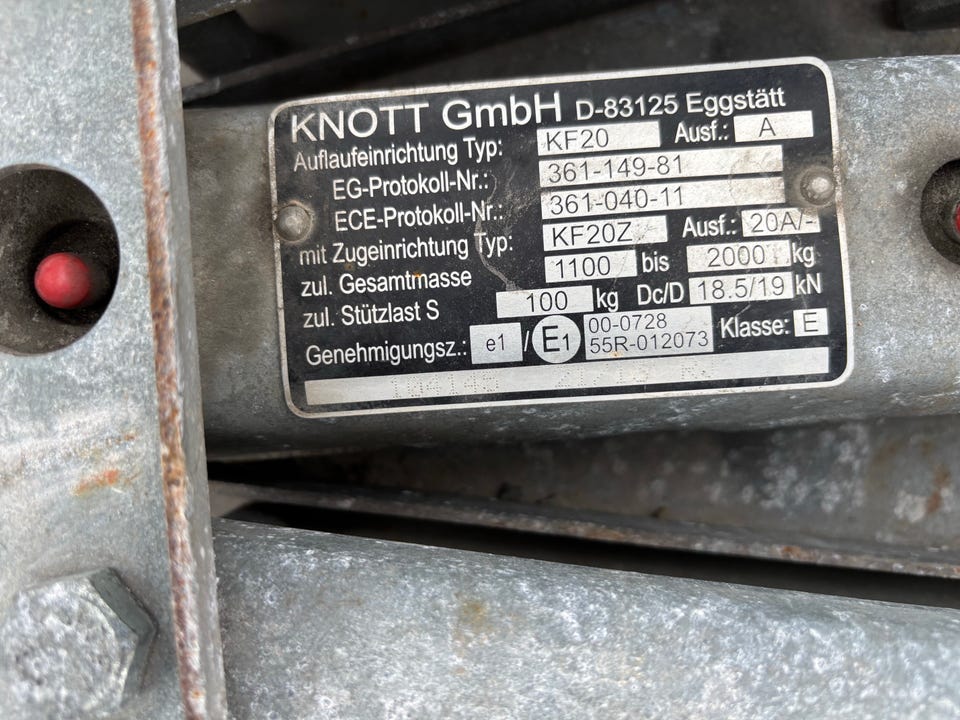 KNOTT GmbH D-83125 Eggstätt
Auflaufeinrichtung Typ: KF20 Ausf.: A
EG-Protokoll-Nr.: 361-149-81
ECE-Protokoll-Nr.: 361-040-11
mit Zugeinrichtung Typ: KF20Z Ausf.: 20A/-
zul. Gesamtmasse 1100 bis 2000 kg
zul. Stützlast S 100 kg Dc/D 18.5/19 kN
Genehmigungsz.: e1 / E1 00-0728 Klasse: E
55R-012073